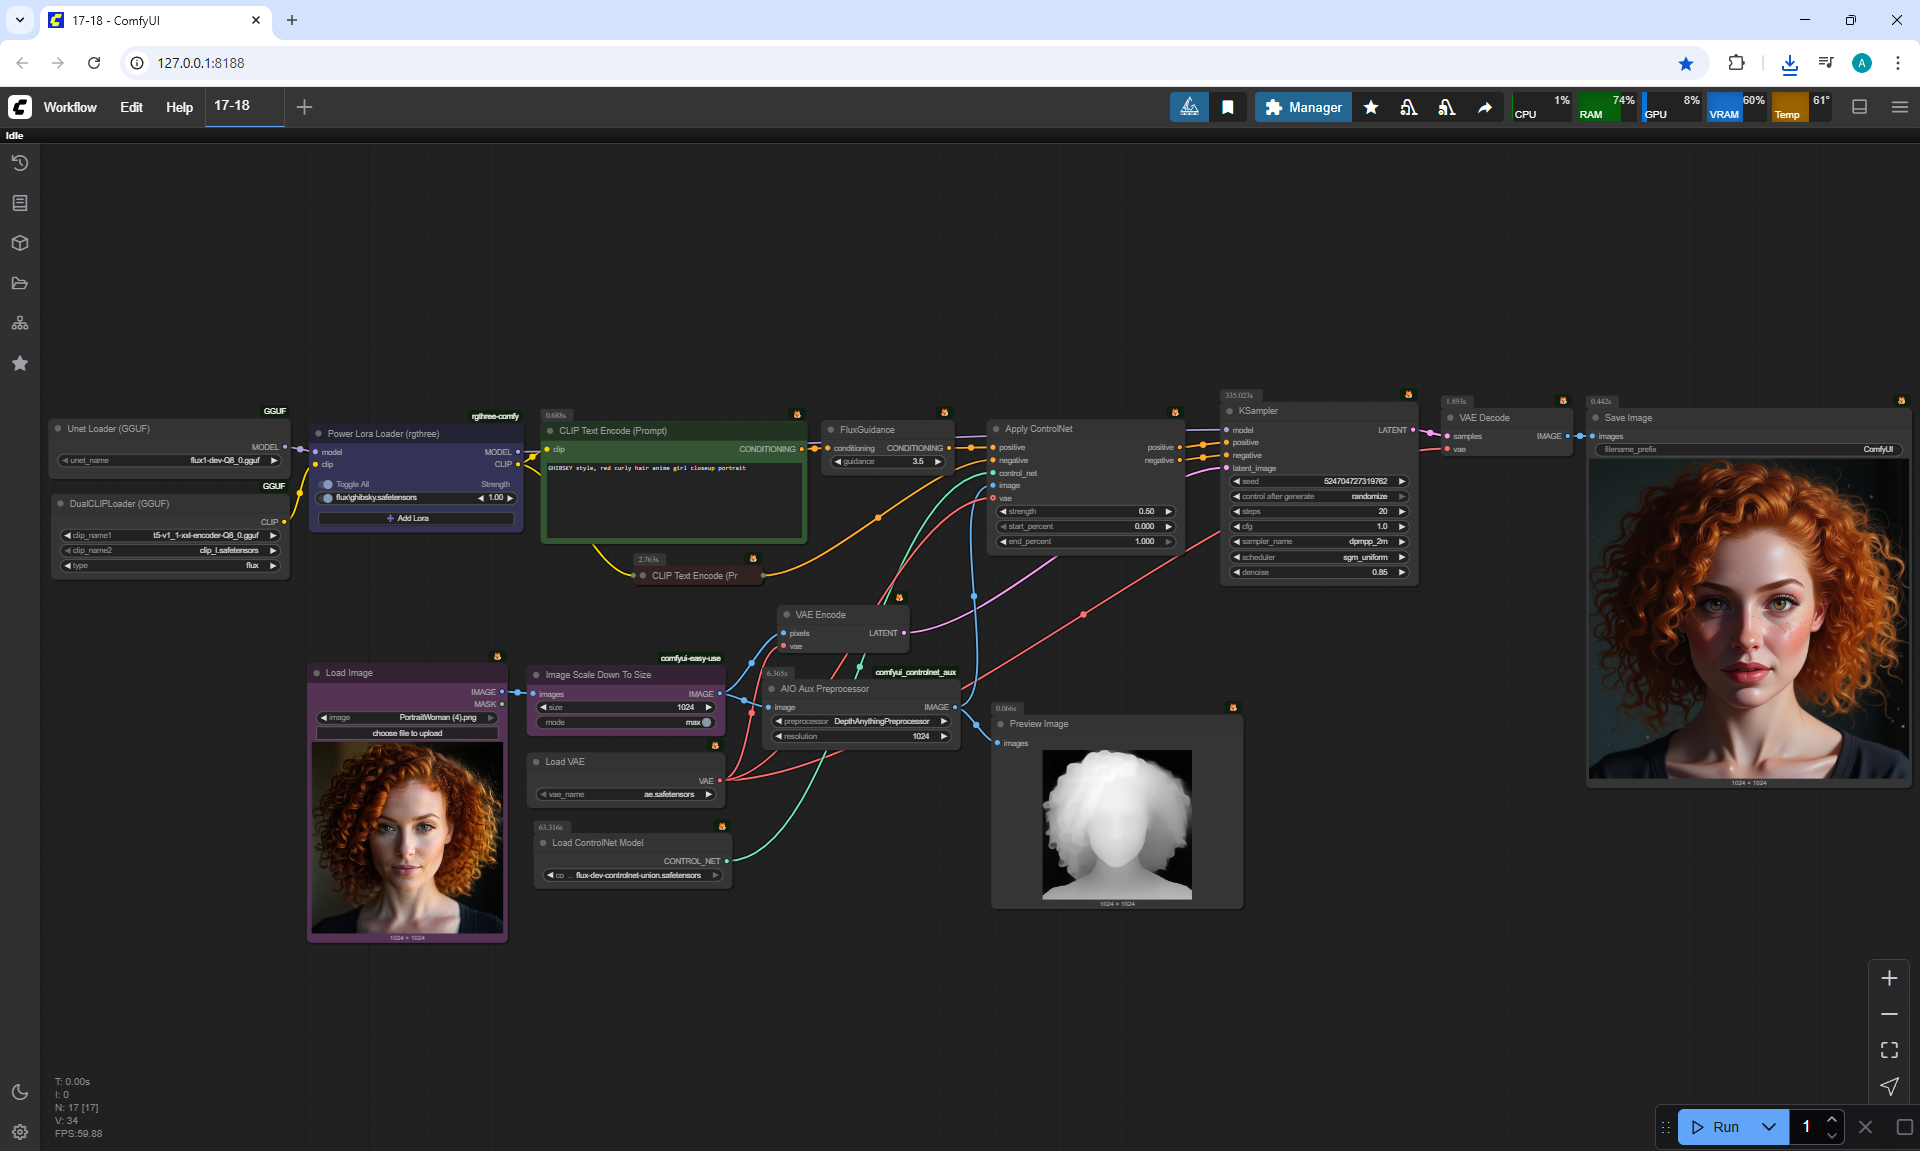 17-18 - ComfyUI
127.0.0.1:8188
A
Workflow
Edit
Help
17-18
Manager
1%
CPU
74%
RAM
8%
GPU
60%
VRAM
61°
Temp
Idle
GGUF
Unet Loader (GGUF)
MODEL
unet_name
flux1-dev-Q8_0.gguf
GGUF
DualCLIPLoader (GGUF)
CLIP
clip_name1
t5-v1_1-xxl-encoder-Q8_0.gguf
clip_name2
clip_l.safetensors
type
flux
rgthree-comfy
Power Lora Loader (rgthree)
model
MODEL
clip
CLIP
Toggle All
Strength
flux\ghibsky.safetensors
1.00
Add Lora
0.688s
CLIP Text Encode (Prompt)
clip
CONDITIONING
GHIBSKY style, red curly hair anime girl closeup portrait
2.763s
CLIP Text Encode (Pr
FluxGuidance
conditioning
CONDITIONING
guidance
3.5
Apply ControlNet
positive
positive
negative
negative
control_net
image
vae
strength
0.50
start_percent
0.000
end_percent
1.000
335.023s
KSampler
model
LATENT
positive
negative
latent_image
seed
524704727319762
control after generate
randomize
steps
20
cfg
1.0
sampler_name
dpmpp_2m
scheduler
sgm_uniform
denoise
0.85
1.893s
VAE Decode
samples
IMAGE
vae
0.442s
Save Image
images
filename_prefix
ComfyUI
1024 × 1024
VAE Encode
pixels
LATENT
vae
Load Image
IMAGE
MASK
image
PortraitWoman (4).png
choose file to upload
1024 × 1024
comfyui-easy-use
Image Scale Down To Size
images
IMAGE
size
1024
mode
max
6.365s
comfyui_controlnet_aux
AIO Aux Preprocessor
image
IMAGE
preprocessor
DepthAnythingPreprocessor
resolution
1024
Load VAE
VAE
vae_name
ae.safetensors
63.316s
Load ControlNet Model
CONTROL_NET
co ...
flux-dev-controlnet-union.safetensors
0.066s
Preview Image
images
1024 × 1024
T: 0.00s
I: 0
N: 17 [17]
V: 34
FPS:59.88
Run
1